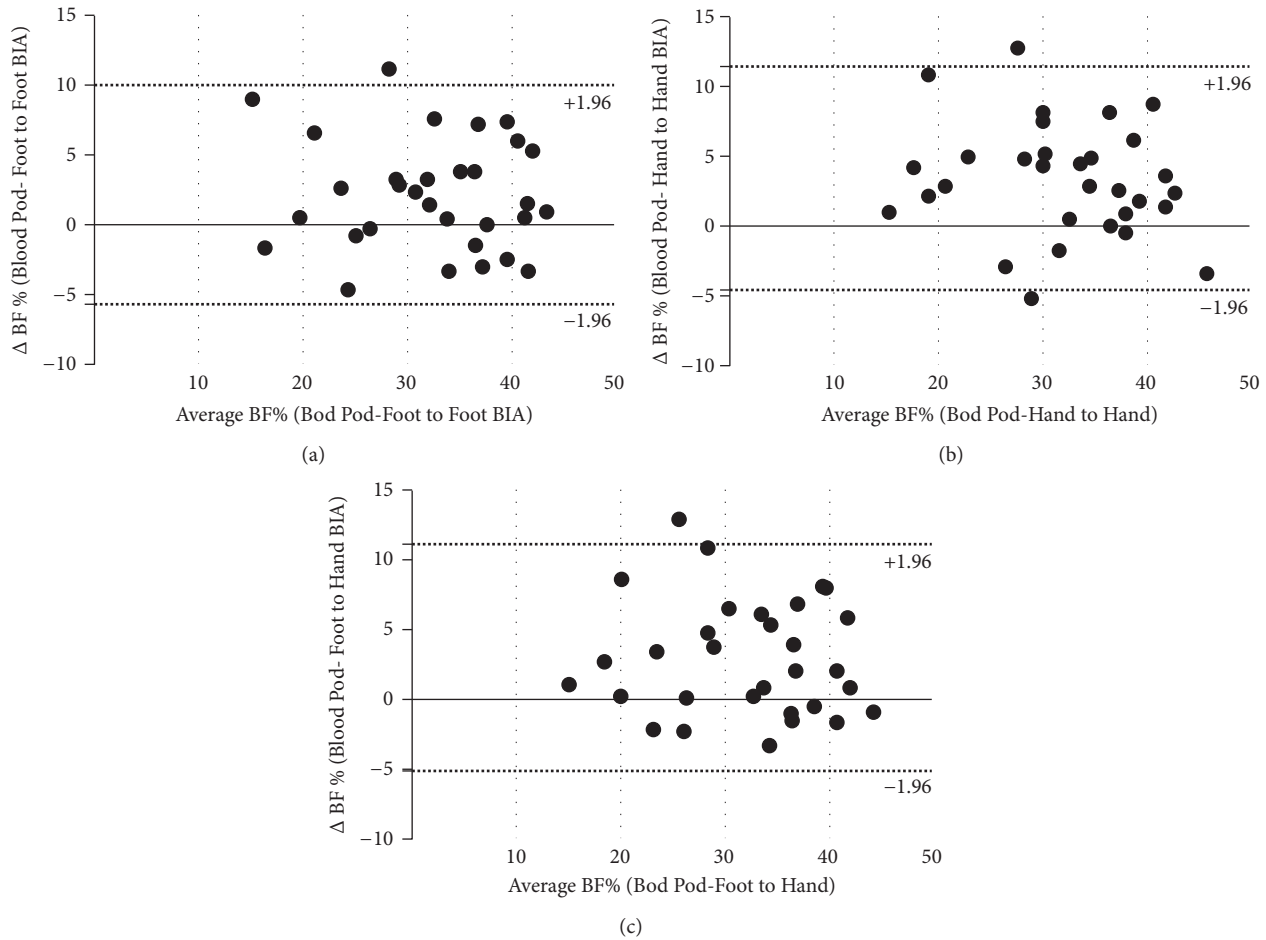 Δ BF % (Blood Pod- Foot to Foot BIA)
15
10
5
0
−5
−10
+1.96
−1.96
10 20 30 40 50
Average BF% (Bod Pod-Foot to Foot BIA)
(a)
Δ BF % (Blood Pod- Hand to Hand BIA)
15
10
5
0
−5
−10
+1.96
−1.96
10 20 30 40 50
Average BF% (Bod Pod-Hand to Hand)
(b)
Δ BF % (Blood Pod- Foot to Hand BIA)
15
10
5
0
−5
−10
+1.96
−1.96
10 20 30 40 50
Average BF% (Bod Pod-Foot to Hand)
(c)